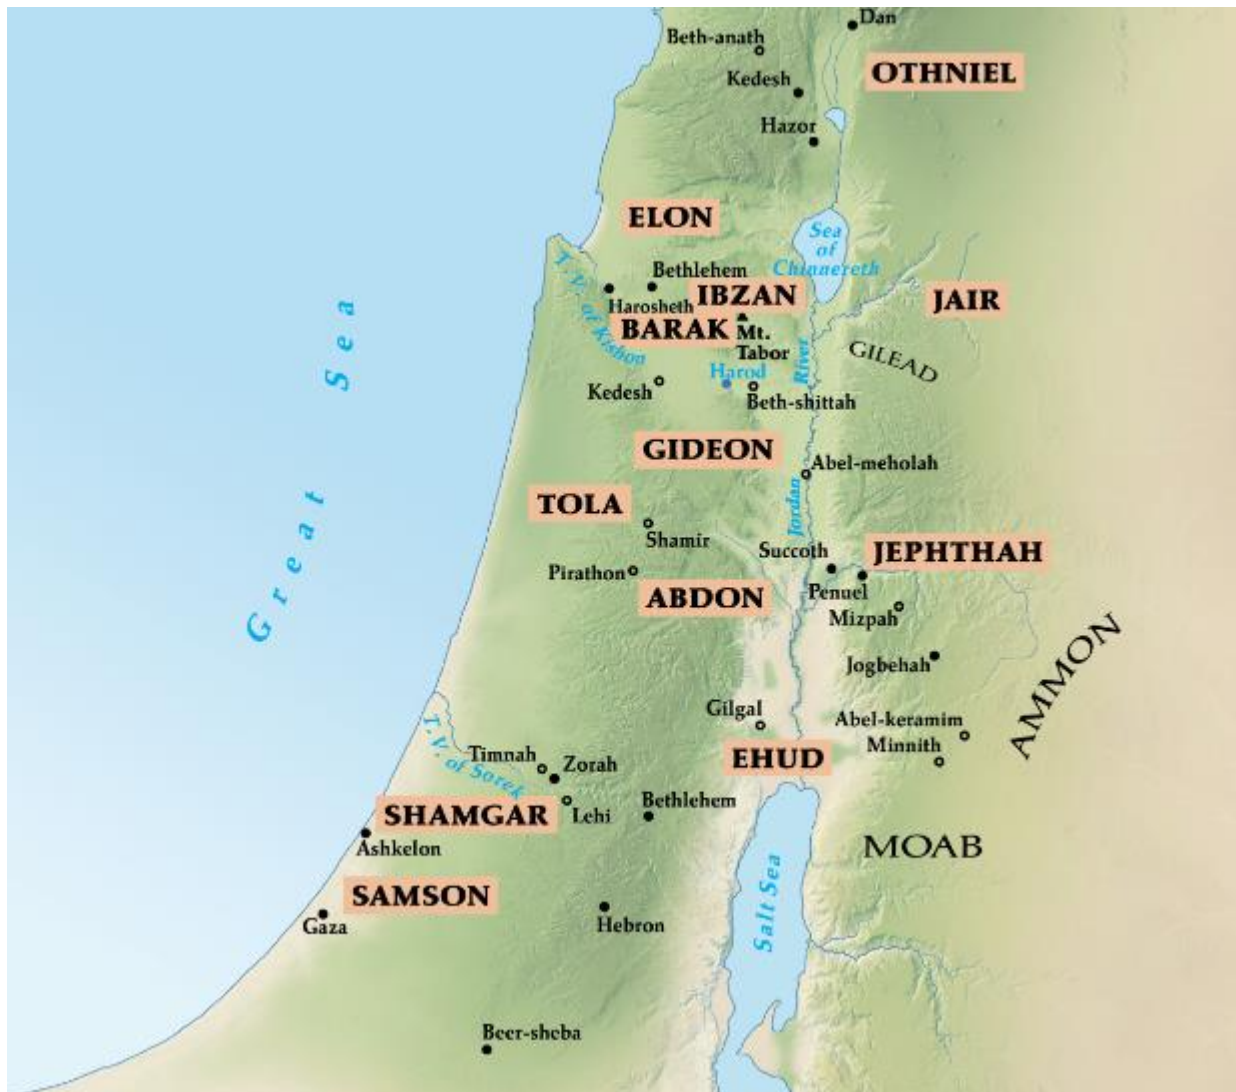 Dan
Beth-anath
OTHNIEL
Kedesh
Hazor
ELON
Sea
of
Chinnereth
T.V. of Kishon
Bethlehem
Harosheth
IBZAN
JAIR
BARAK
Mt.
Tabor
GILEAD
Harod
Kedesh
Beth-shittah
Jordan River
Great Sea
GIDEON
Abel-meholah
TOLA
Shamir
Succoth
JEPHTHAH
Pirathon
Penuel
ABDON
Mizpah
AMMON
Jogbehah
Gilgal
Abel-keramim
Minnith
T.V. of Sorek
Timnah
Zorah
EHUD
Bethlehem
SHAMGAR
Lehi
Ashkelon
MOAB
SAMSON
Salt Sea
Gaza
Hebron
Beer-sheba